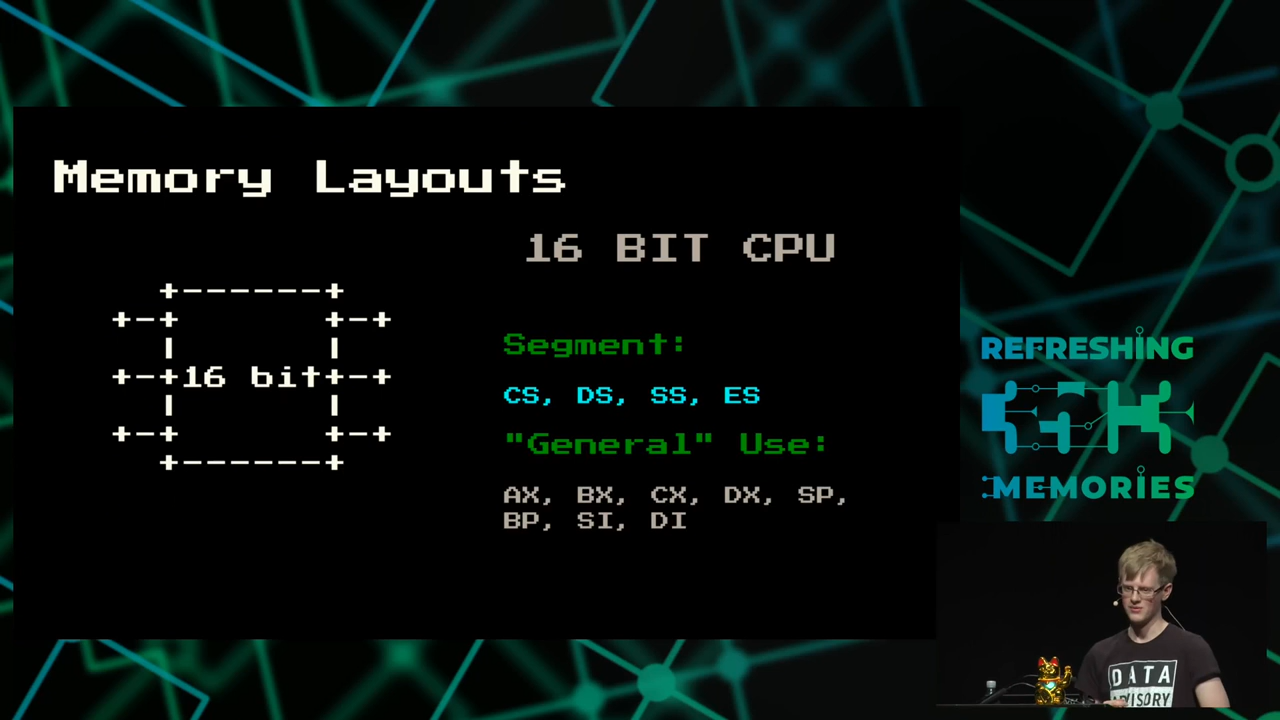 Memory Layouts
16 BIT CPU
+------+
+-+ +-+
| |
+-+16 bit+-+
| |
+-+ +-+
+------+
Segment:
CS, DS, SS, ES
"General" Use:
AX, BX, CX, DX, SP,
BP, SI, DI
REFRESHING
MEMORIES
DATA